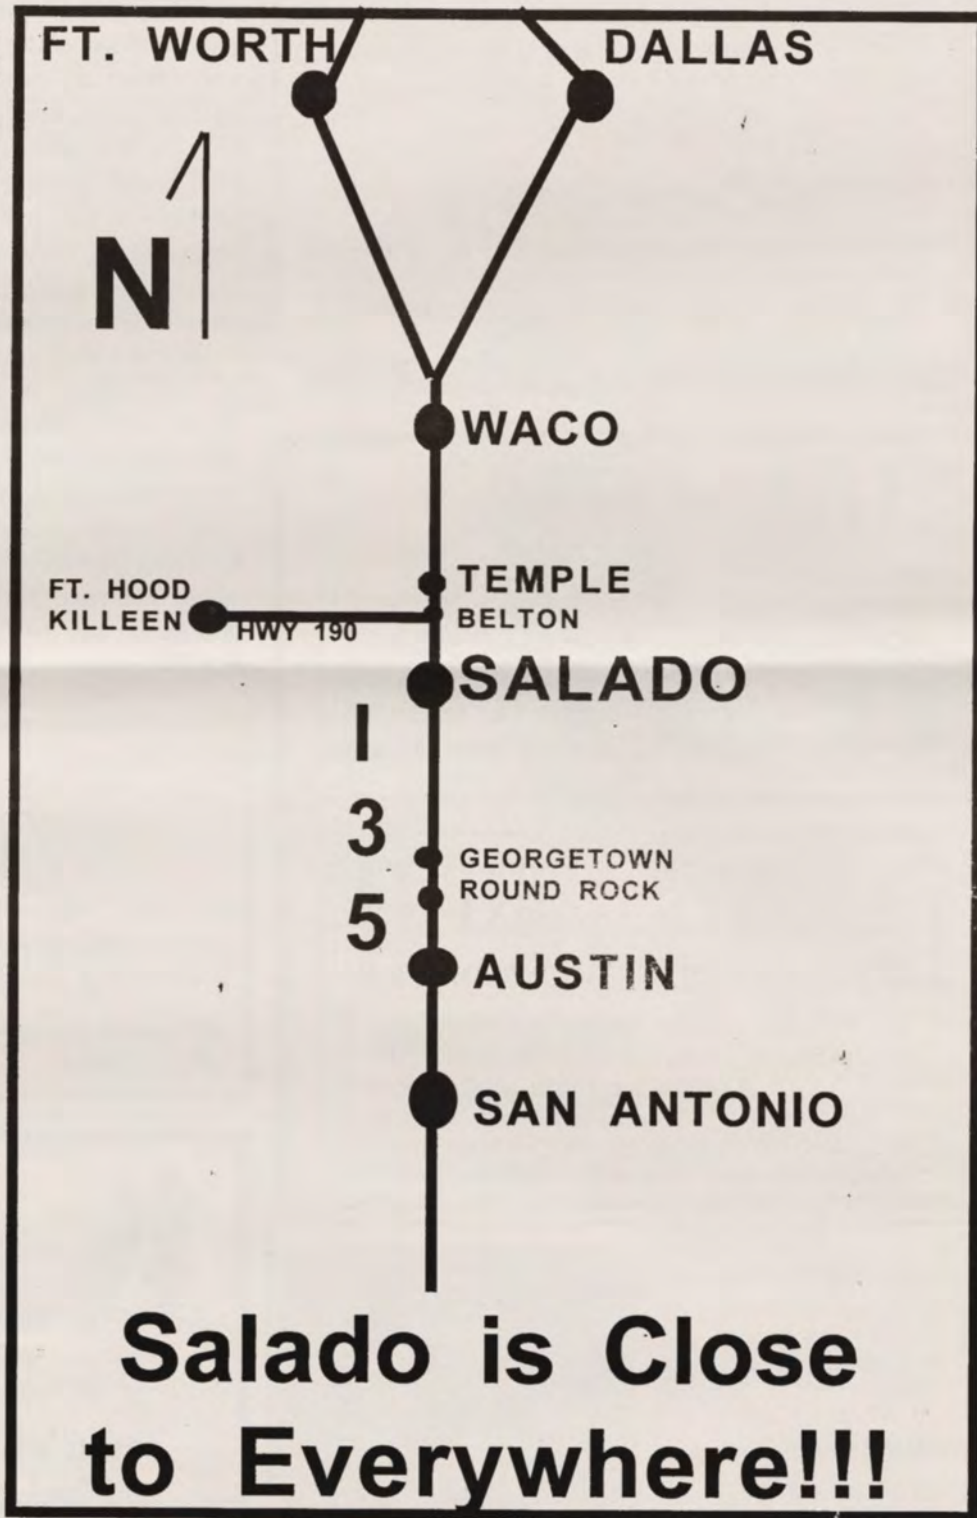 FT. WORTH
DALLAS
N
WACO
TEMPLE
FT. HOOD
KILLEEN
BELTON
HWY 190
SALADO
I
3
5
GEORGETOWN
ROUND ROCK
AUSTIN
SAN ANTONIO
Salado is Close
to Everywhere!!!